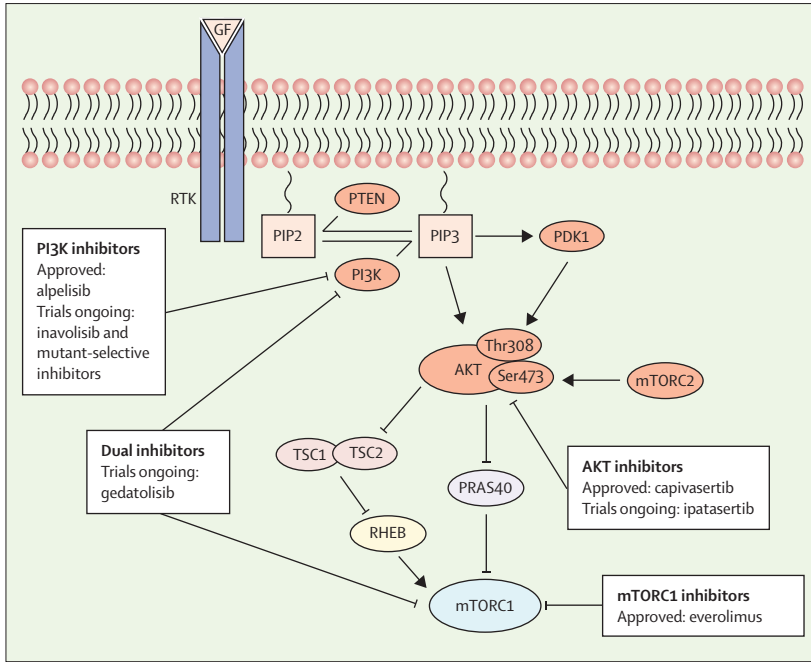 GF
RTK
PTEN
PIP2
PIP3
PDK1
PI3K
PI3K inhibitors
Approved:
alpelisib
Trials ongoing:
inavolisib and
mutant-selective
inhibitors
Thr308
AKT
Ser473
mTORC2
Dual inhibitors
Trials ongoing:
gedatolisib
TSC1
TSC2
PRAS40
AKT inhibitors
Approved: capivasertib
Trials ongoing: ipatasertib
RHEB
mTORC1
mTORC1 inhibitors
Approved: everolimus